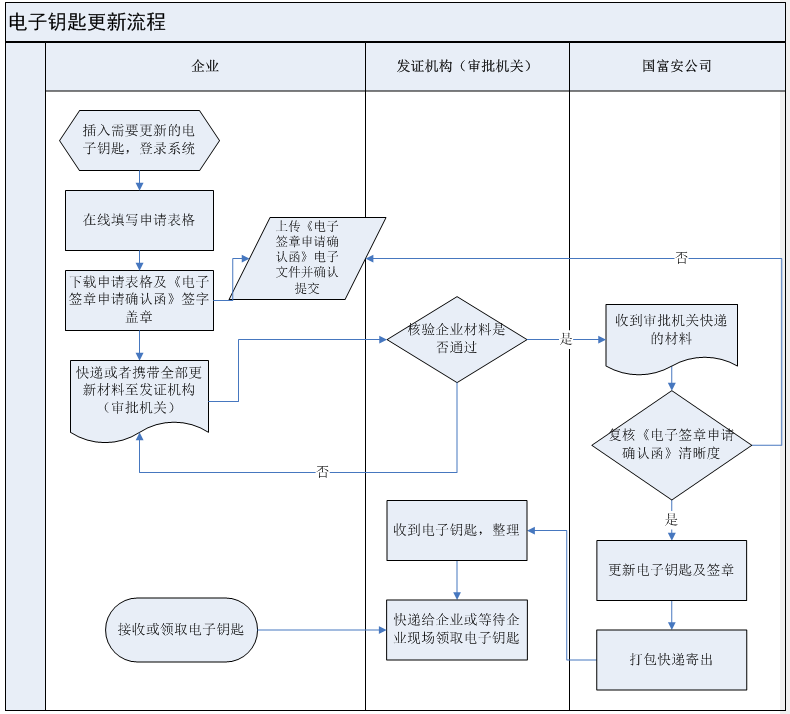 电子钥匙更新流程
企业
发证机构（审批机关）
国富安公司
插入需要更新的电
子钥匙，登录系统
在线填写申请表格
下载申请表格及《电子
签章申请确认函》签字
盖章
上传《电子
签章申请确
认函》电子
文件并确认
提交
否
快递或者携带全部更
新材料至发证机构
（审批机关）
核验企业材料是
否通过
是
收到审批机关快递
的材料
复核《电子签章申请
确认函》清晰度
否
是
收到电子钥匙，整理
更新电子钥匙及签章
接收或领取电子钥匙
快递给企业或等待企
业现场领取电子钥匙
打包快递寄出